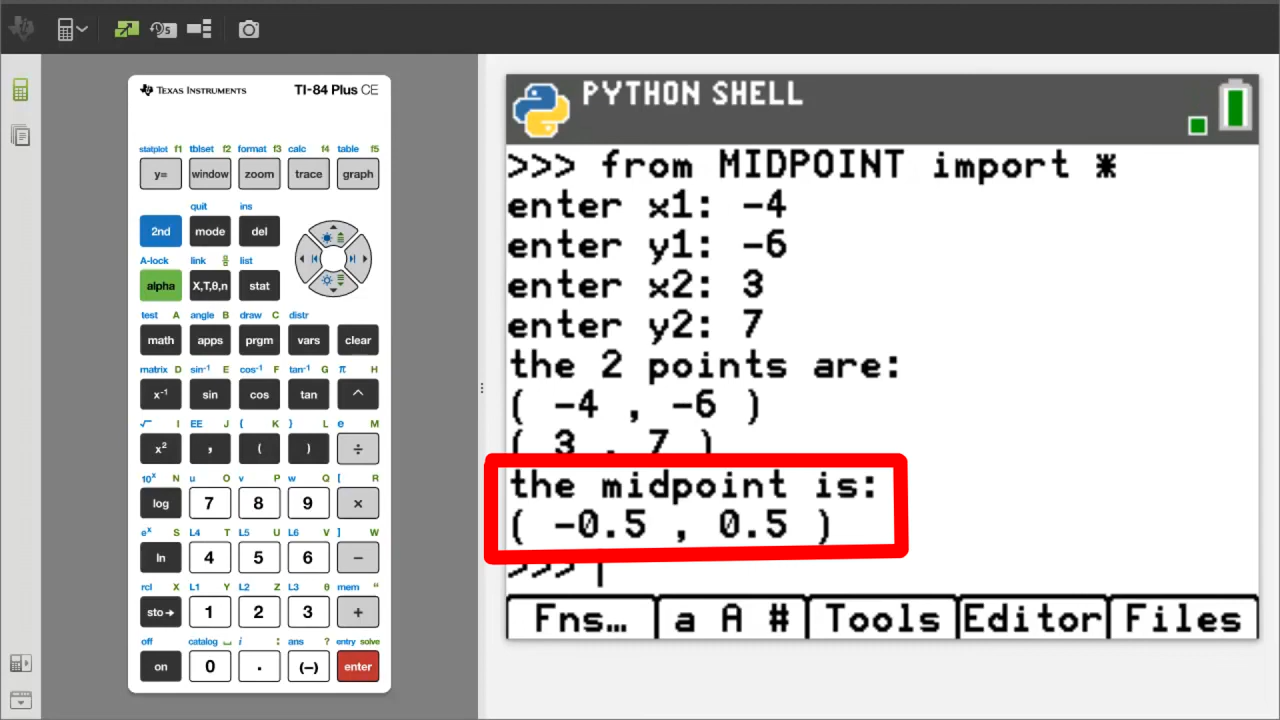 TEXAS INSTRUMENTS TI-84 Plus CE
statplot f1 tblset f2 format f3 calc f4 table f5
y= window zoom trace graph
quit ins
2nd mode del
A-lock link list
alpha X,T,θ,n stat
test A angle B draw C distr
math apps prgm vars clear
matrix D sin⁻¹ E cos⁻¹ F tan⁻¹ G π H
x⁻¹ sin cos tan ^
√ I EE J { K } L e M
x² , ( ) ÷
10ˣ N u O v P w Q [ R
log 7 8 9 ×
eˣ S L4 T L5 U L6 V ] W
ln 4 5 6 −
rcl X L1 Y L2 Z L3 θ mem “
sto→ 1 2 3 +
off catalog ⎵ i : ans ? entry solve
on 0 . (−) enter
PYTHON SHELL
>>> from MIDPOINT import *
enter x1: -4
enter y1: -6
enter x2: 3
enter y2: 7
the 2 points are:
( -4 , -6 )
( 3 , 7 )
the midpoint is:
( -0.5 , 0.5 )
>>>
Fns… a A # Tools Editor Files